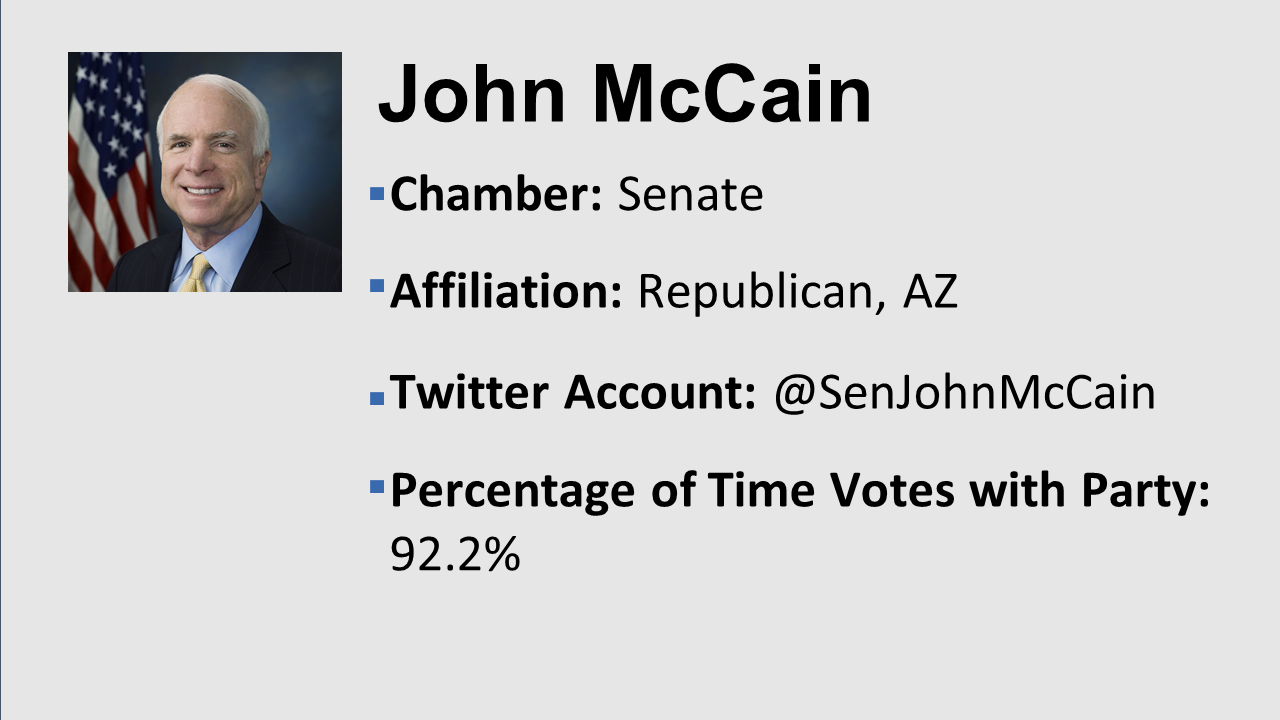 John McCain
▪Chamber: Senate
▪Affiliation: Republican, AZ
▪Twitter Account: @SenJohnMcCain
▪Percentage of Time Votes with Party:
92.2%